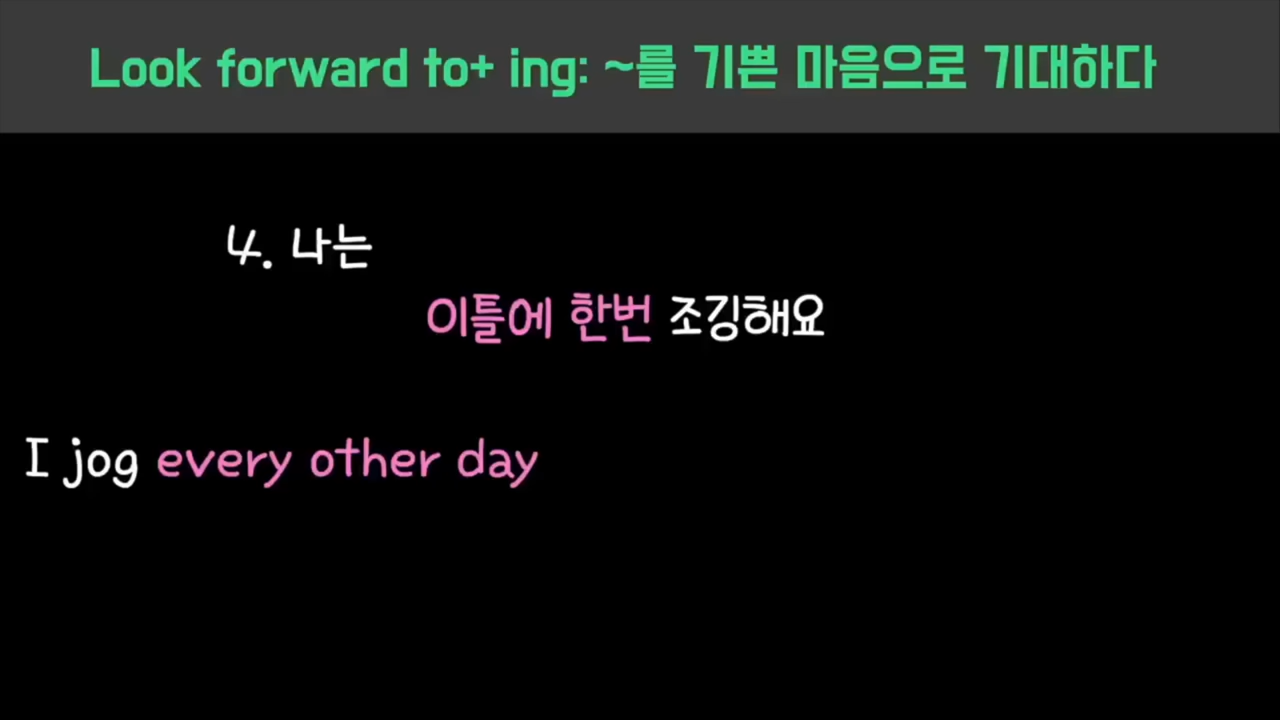 Look forward to+ ing: ~를 기쁜 마음으로 기대하다
4. 나는
이틀에 한번 조깅해요
I jog every other day